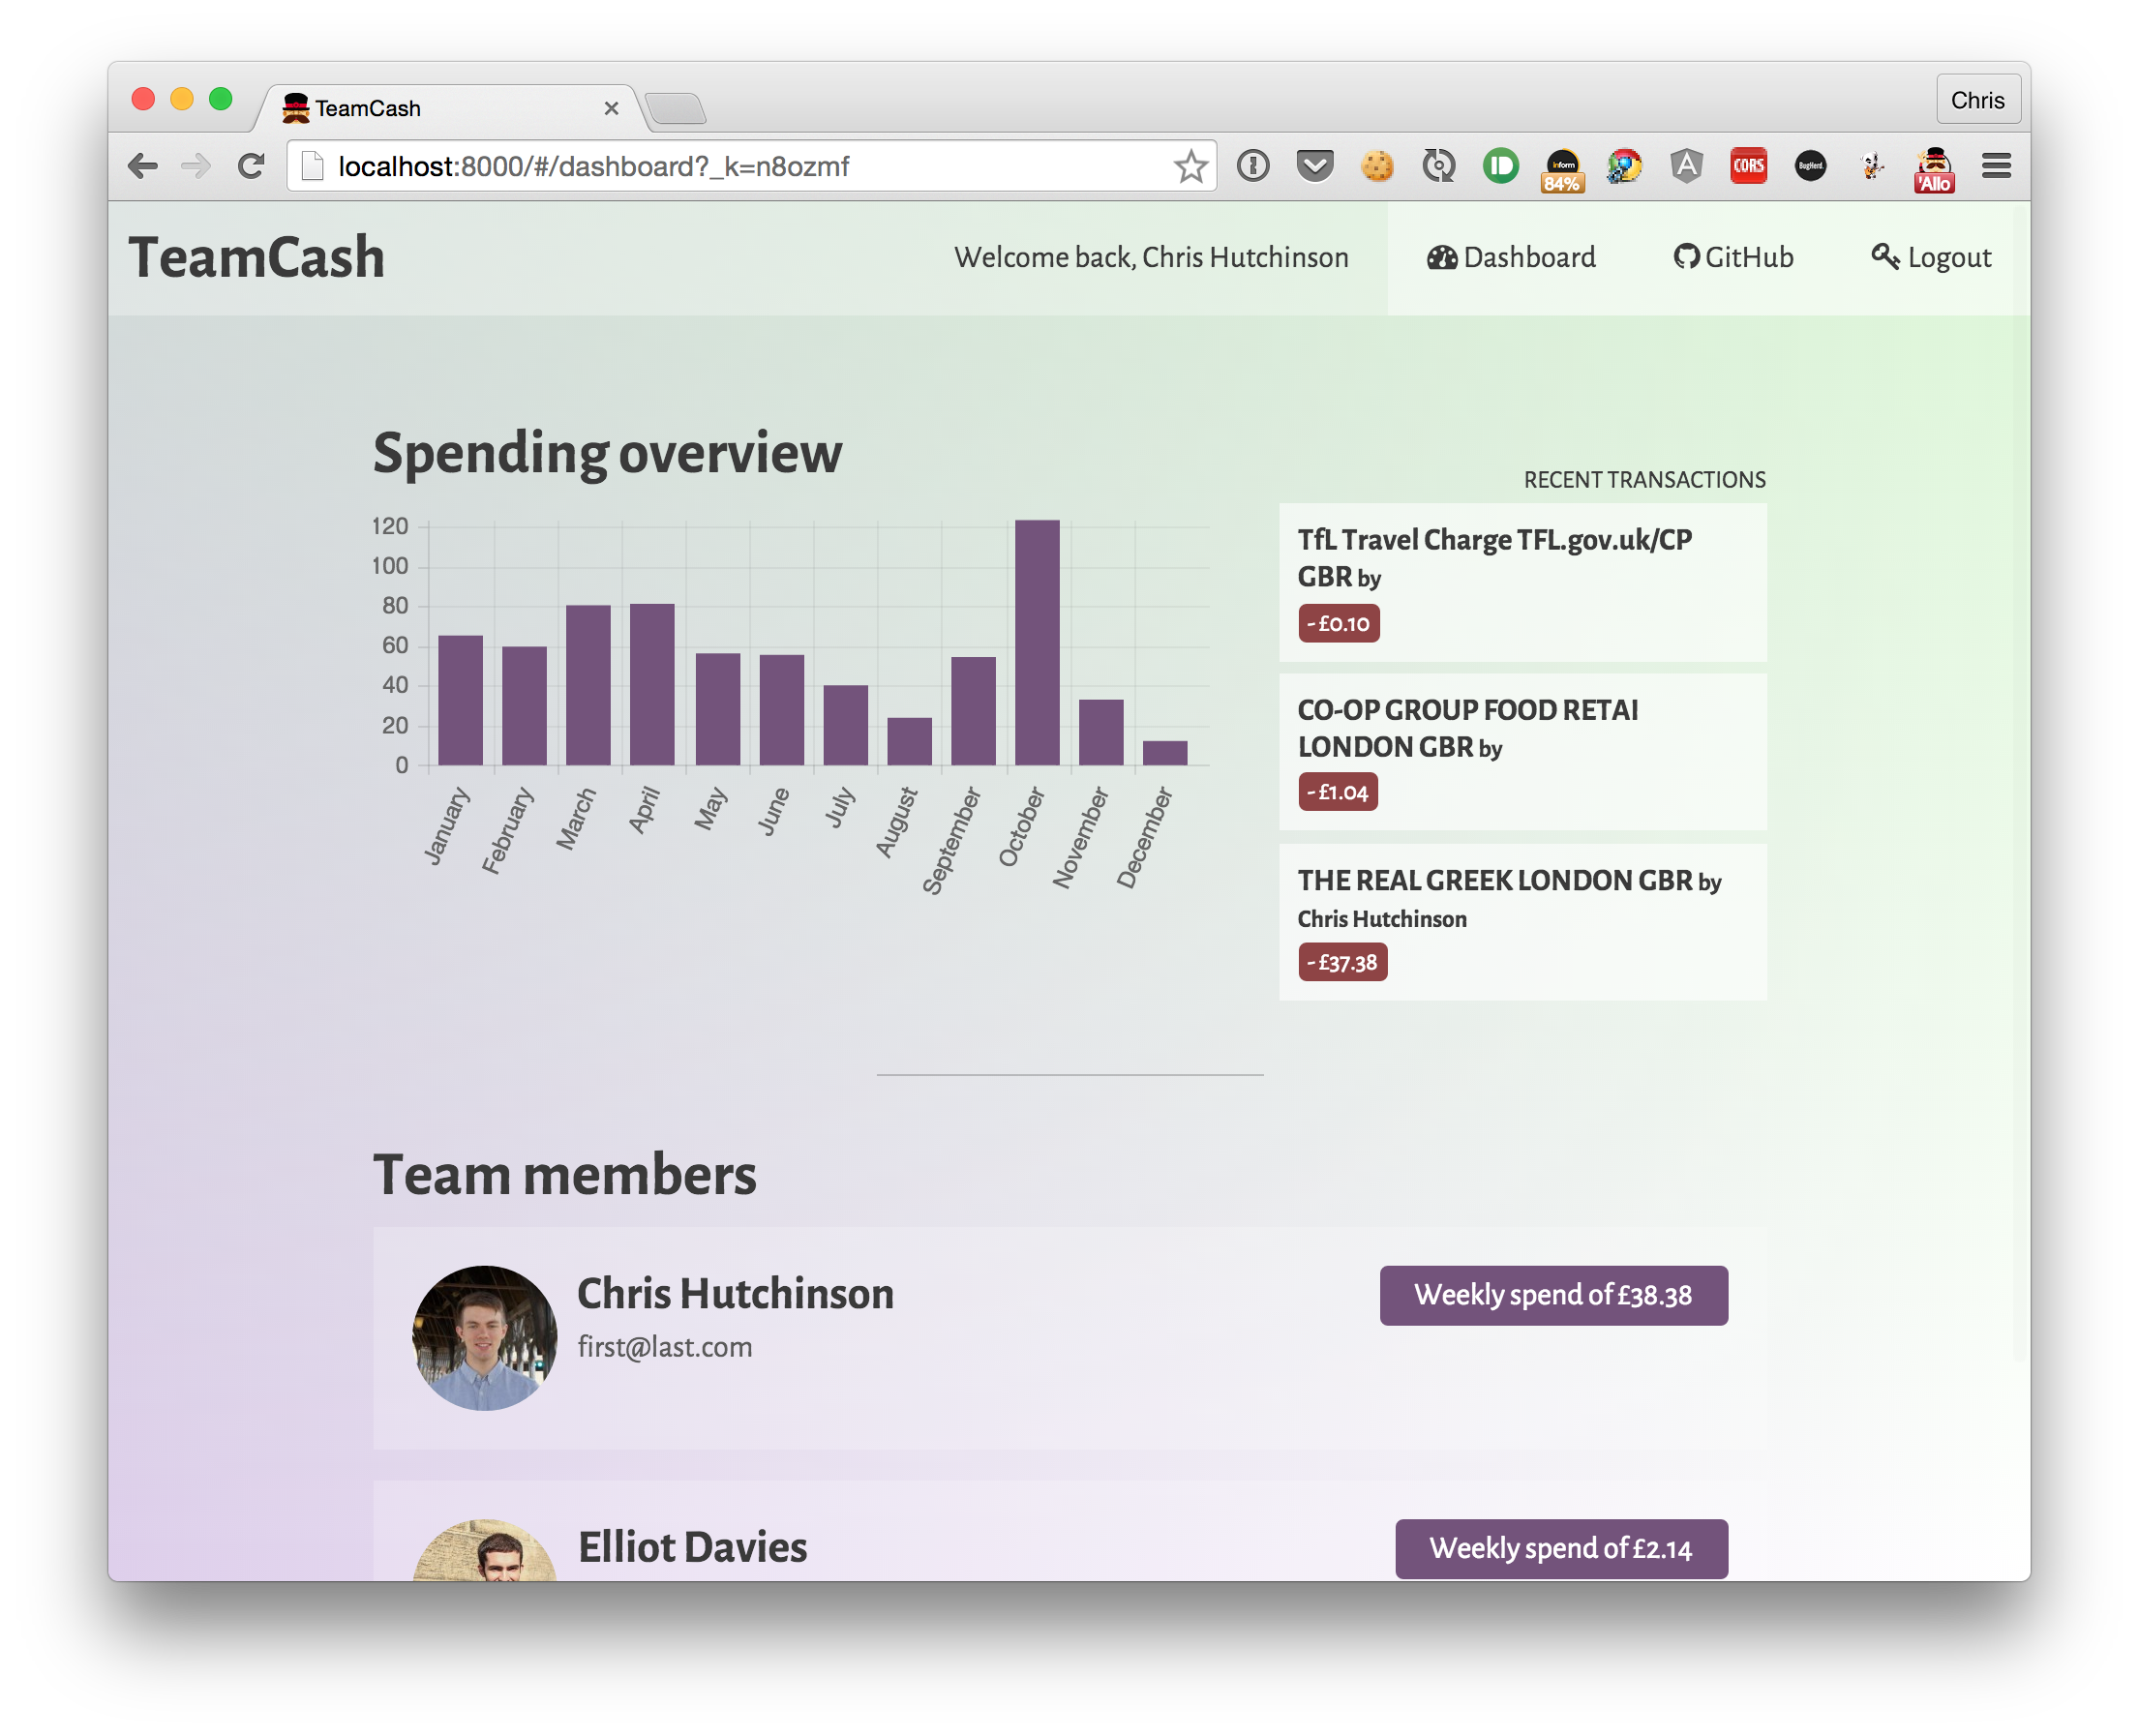 TeamCash
Chris
localhost:8000/#/dashboard?_k=n8ozmf
inform
84%
CORS
BugHerd
'Allo
TeamCash
Welcome back, Chris Hutchinson
Dashboard
GitHub
Logout
Spending overview
120
100
80
60
40
20
0
January
February
March
April
May
June
July
August
September
October
November
December
RECENT TRANSACTIONS
TfL Travel Charge TFL.gov.uk/CP
GBR by
- £0.10
CO-OP GROUP FOOD RETAI
LONDON GBR by
- £1.04
THE REAL GREEK LONDON GBR by
Chris Hutchinson
- £37.38
Team members
Chris Hutchinson
first@last.com
Weekly spend of £38.38
Elliot Davies
Weekly spend of £2.14